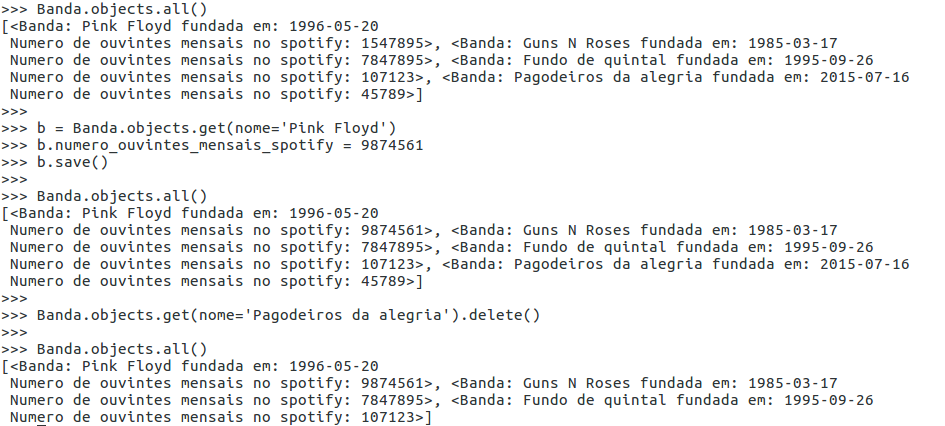 >>> Banda.objects.all()
[<Banda: Pink Floyd fundada em: 1996-05-20
 Numero de ouvintes mensais no spotify: 1547895>, <Banda: Guns N Roses fundada em: 1985-03-17
 Numero de ouvintes mensais no spotify: 7847895>, <Banda: Fundo de quintal fundada em: 1995-09-26
 Numero de ouvintes mensais no spotify: 107123>, <Banda: Pagodeiros da alegria fundada em: 2015-07-16
 Numero de ouvintes mensais no spotify: 45789>]
>>>
>>> b = Banda.objects.get(nome='Pink Floyd')
>>> b.numero_ouvintes_mensais_spotify = 9874561
>>> b.save()
>>>
>>> Banda.objects.all()
[<Banda: Pink Floyd fundada em: 1996-05-20
 Numero de ouvintes mensais no spotify: 9874561>, <Banda: Guns N Roses fundada em: 1985-03-17
 Numero de ouvintes mensais no spotify: 7847895>, <Banda: Fundo de quintal fundada em: 1995-09-26
 Numero de ouvintes mensais no spotify: 107123>, <Banda: Pagodeiros da alegria fundada em: 2015-07-16
 Numero de ouvintes mensais no spotify: 45789>]
>>>
>>> Banda.objects.get(nome='Pagodeiros da alegria').delete()
>>>
>>> Banda.objects.all()
[<Banda: Pink Floyd fundada em: 1996-05-20
 Numero de ouvintes mensais no spotify: 9874561>, <Banda: Guns N Roses fundada em: 1985-03-17
 Numero de ouvintes mensais no spotify: 7847895>, <Banda: Fundo de quintal fundada em: 1995-09-26
 Numero de ouvintes mensais no spotify: 107123>]